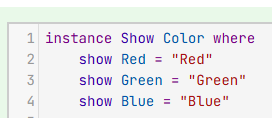 1 instance Show Color where
2     show Red = "Red"
3     show Green = "Green"
4     show Blue = "Blue"